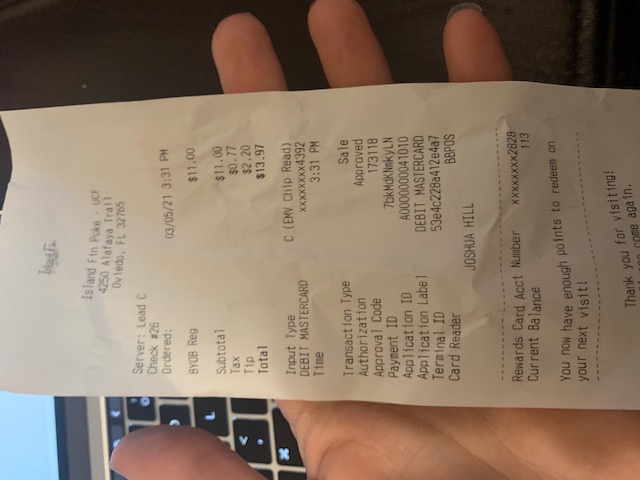 Island Fin
Island Fin Poke - UCF
4250 Alafaya Trail
Oviedo, FL 32765
Server: Lead C
Check #26
Ordered: 03/05/21 3:31 PM
BYOB Reg $11.00
Subtotal $11.00
Tax $0.77
Tip $2.20
Total $13.97
Input Type C (EMV Chip Read)
DEBIT MASTERCARD xxxxxxxx4392
Time 3:31 PM
Transaction Type Sale
Authorization Approved
Approval Code 173118
Payment ID 7bkMdKNmkyLN
Application ID A0000000041010
Application Label DEBIT MASTERCARD
Terminal ID 53e4c228a412e4a7
Card Reader BBPOS
JOSHUA HILL
Rewards Card Acct Number xxxxxxxx2828
Current Balance 113
You now have enough points to redeem on
your next visit!
Thank you for visiting!
come again.
L
<
,
⌘